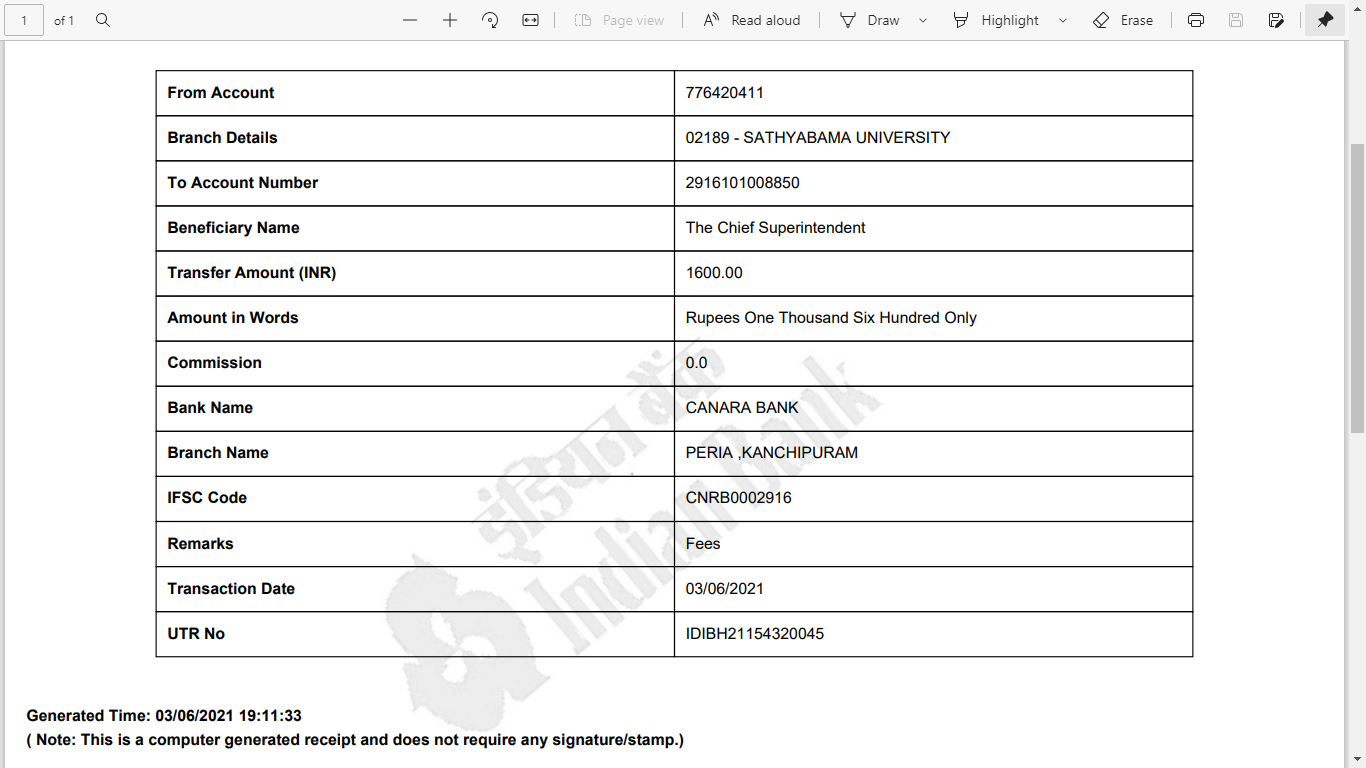 1 of 1 Page view Read aloud Draw Highlight Erase
From Account 776420411
Branch Details 02189 - SATHYABAMA UNIVERSITY
To Account Number 2916101008850
Beneficiary Name The Chief Superintendent
Transfer Amount (INR) 1600.00
Amount in Words Rupees One Thousand Six Hundred Only
Commission 0.0
Bank Name CANARA BANK
Branch Name PERIA ,KANCHIPURAM
IFSC Code CNRB0002916
Remarks Fees
Transaction Date 03/06/2021
UTR No IDIBH21154320045
इंडियन बैंक
Indian Bank
Generated Time: 03/06/2021 19:11:33
( Note: This is a computer generated receipt and does not require any signature/stamp.)